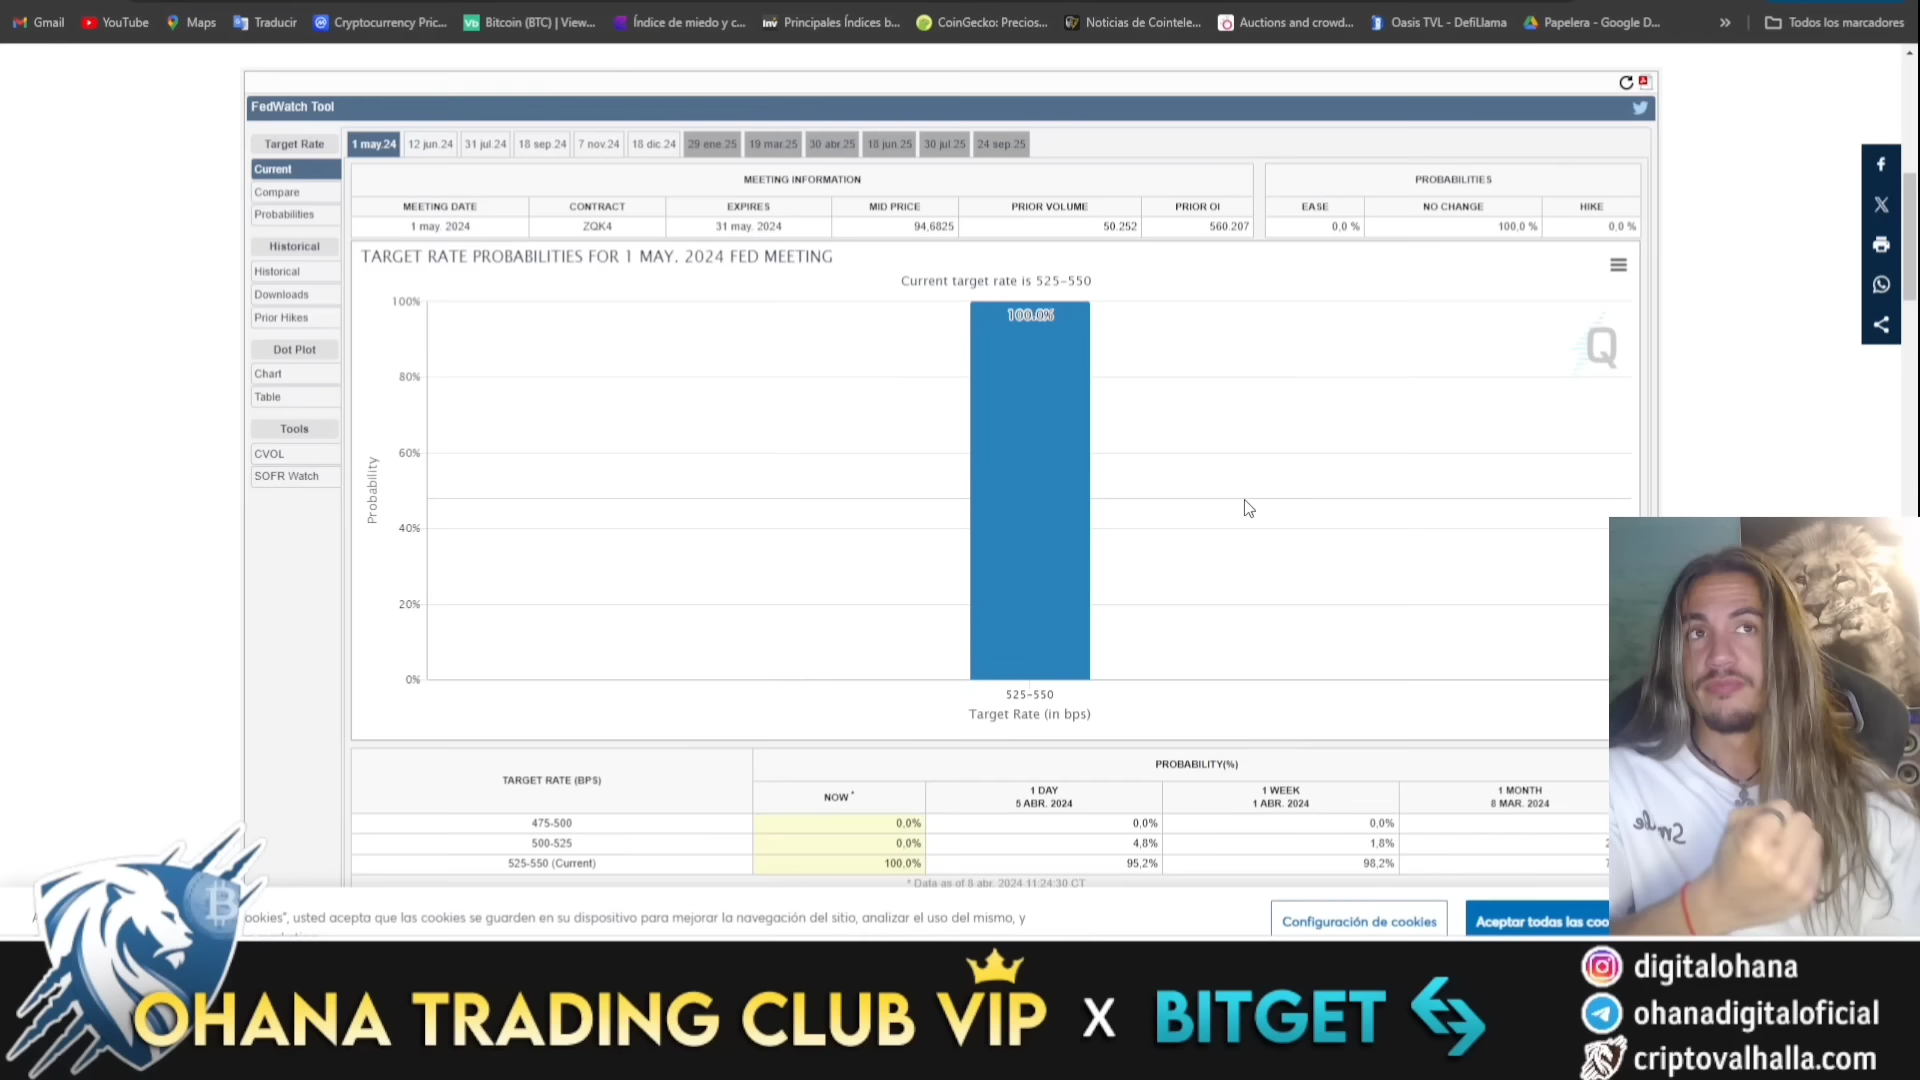 Gmail
YouTube
Maps
Traducir
Cryptocurrency Pric...
Bitcoin (BTC) | View...
Índice de miedo y c...
Principales Índices b...
CoinGecko: Precios...
Noticias de Cointele...
Auctions and crowd...
Oasis TVL - DefiLlama
Papelera - Google D...
Todos los marcadores
FedWatch Tool
Target Rate
1 may.24
12 jun.24
31 jul.24
18 sep.24
7 nov.24
18 dic.24
29 ene.25
19 mar.25
30 abr.25
18 jun.25
30 jul.25
24 sep.25
Current
Compare
Probabilities
Historical
Historical
Downloads
Prior Hikes
Dot Plot
Chart
Table
Tools
CVOL
SOFR Watch
MEETING INFORMATION
MEETING DATE CONTRACT EXPIRES MID PRICE PRIOR VOLUME PRIOR OI
1 may. 2024 ZQK4 31 may. 2024 94,6825 50.252 560.207
PROBABILITIES
EASE NO CHANGE HIKE
0,0 % 100,0 % 0,0 %
TARGET RATE PROBABILITIES FOR 1 MAY. 2024 FED MEETING
Current target rate is 525-550
Probability
100%
80%
60%
40%
20%
0%
100.0%
Q
525-550
Target Rate (in bps)
TARGET RATE (BPS)
PROBABILITY(%)
NOW *
1 DAY
5 ABR. 2024
1 WEEK
1 ABR. 2024
1 MONTH
8 MAR. 2024
475-500 0,0% 0,0% 0,0%
500-525 0,0% 4,8% 1,8%
525-550 (Current) 100,0% 95,2% 98,2%
* Data as of 8 abr. 2024 11:24:30 CT
ookies", usted acepta que las cookies se guarden en su dispositivo para mejorar la navegación del sitio, analizar el uso del mismo, y
Configuración de cookies
Aceptar todas las coo
Smile
OHANA TRADING CLUB VIP X BITGET
digitalohana
ohanadigitaloficial
criptovalhalla.com